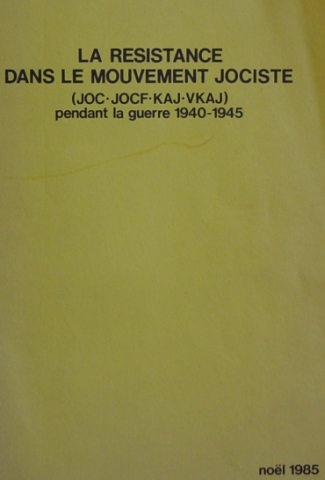 LA RESISTANCE
DANS LE MOUVEMENT JOCISTE
(JOC·JOCF·KAJ·VKAJ)
pendant la guerre 1940-1945
noël 1985